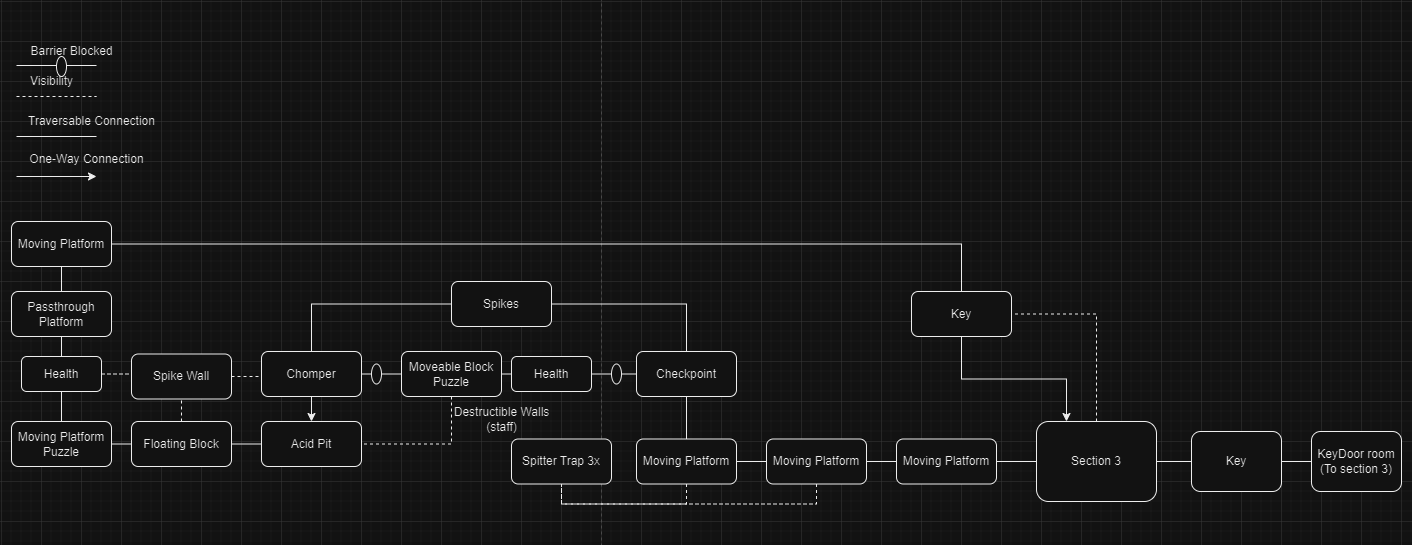 Barrier Blocked
Visibility
Traversable Connection
One-Way Connection
Moving Platform
Passthrough
Platform
Spikes
Key
Health
Spike Wall
Chomper
Moveable Block
Puzzle
Health
Checkpoint
Destructible Walls
(staff)
Moving Platform
Puzzle
Floating Block
Acid Pit
Spitter Trap 3x
Moving Platform
Moving Platform
Moving Platform
Section 3
Key
KeyDoor room
(To section 3)